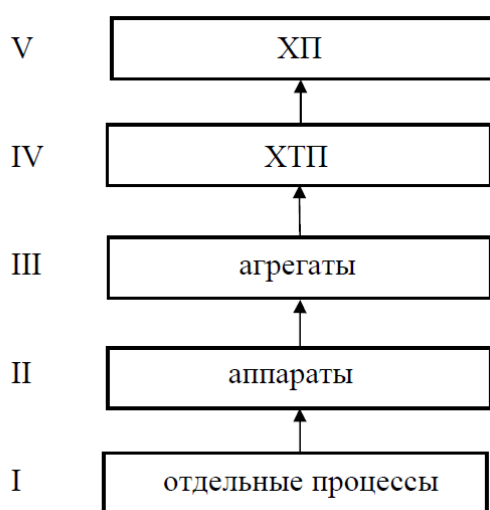 V ХП
IV ХТП
III агрегаты
II аппараты
I отдельные процессы